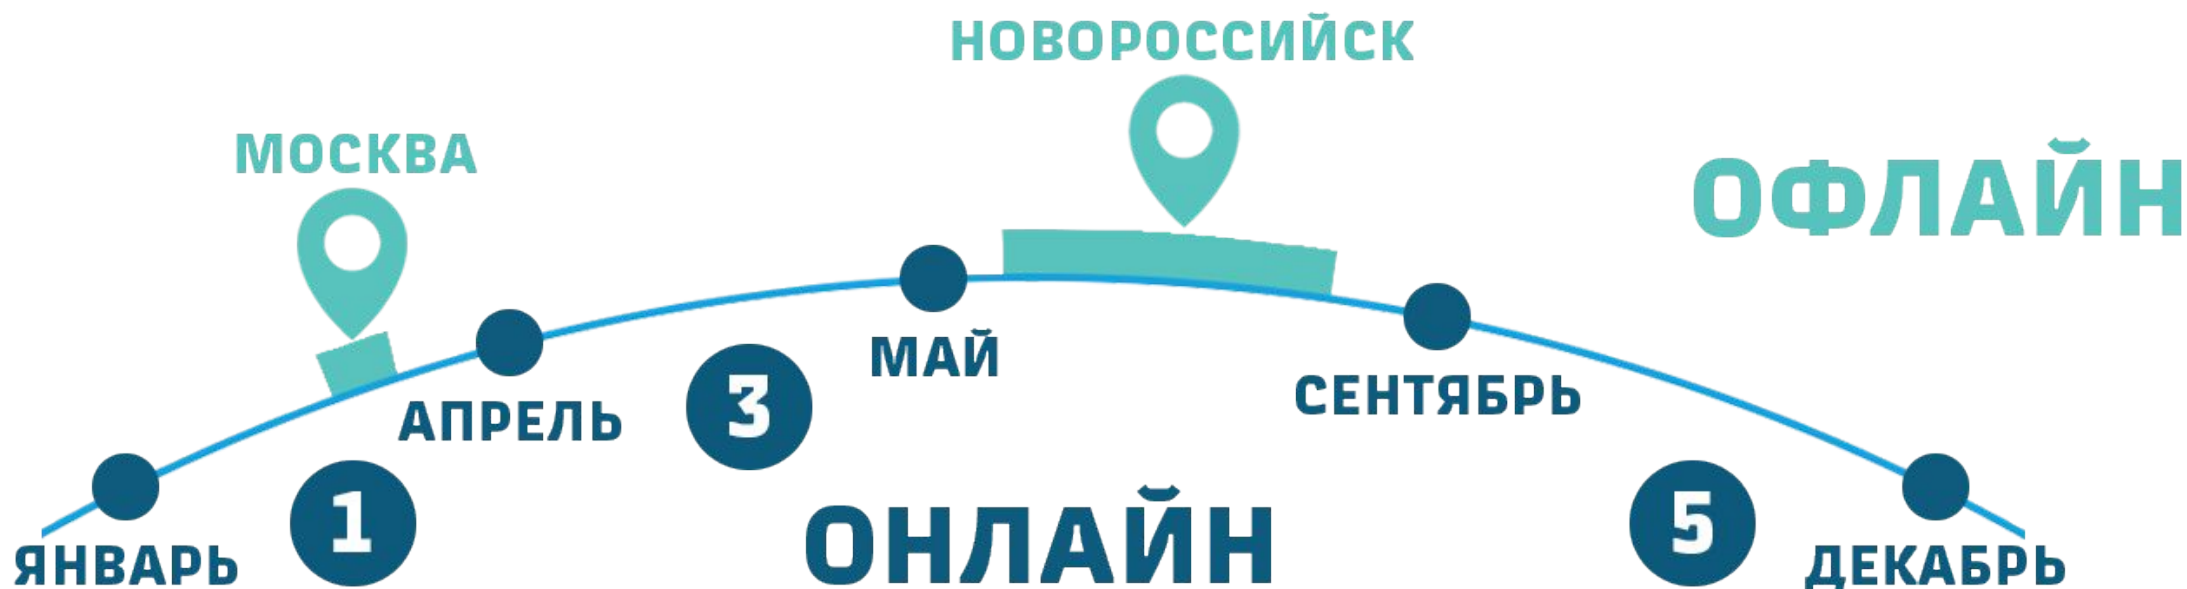 НОВОРОССИЙСК
МОСКВА
ОФЛАЙН
МАЙ
3
АПРЕЛЬ
СЕНТЯБРЬ
1
ОНЛАЙН
5
ЯНВАРЬ
ДЕКАБРЬ